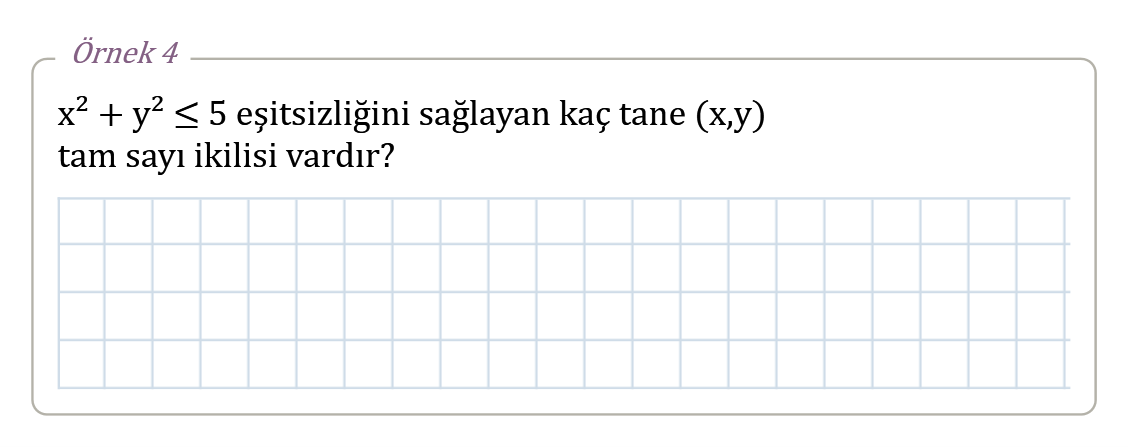 Örnek 4
x² + y² ≤ 5 eşitsizliğini sağlayan kaç tane (x,y)
tam sayı ikilisi vardır?